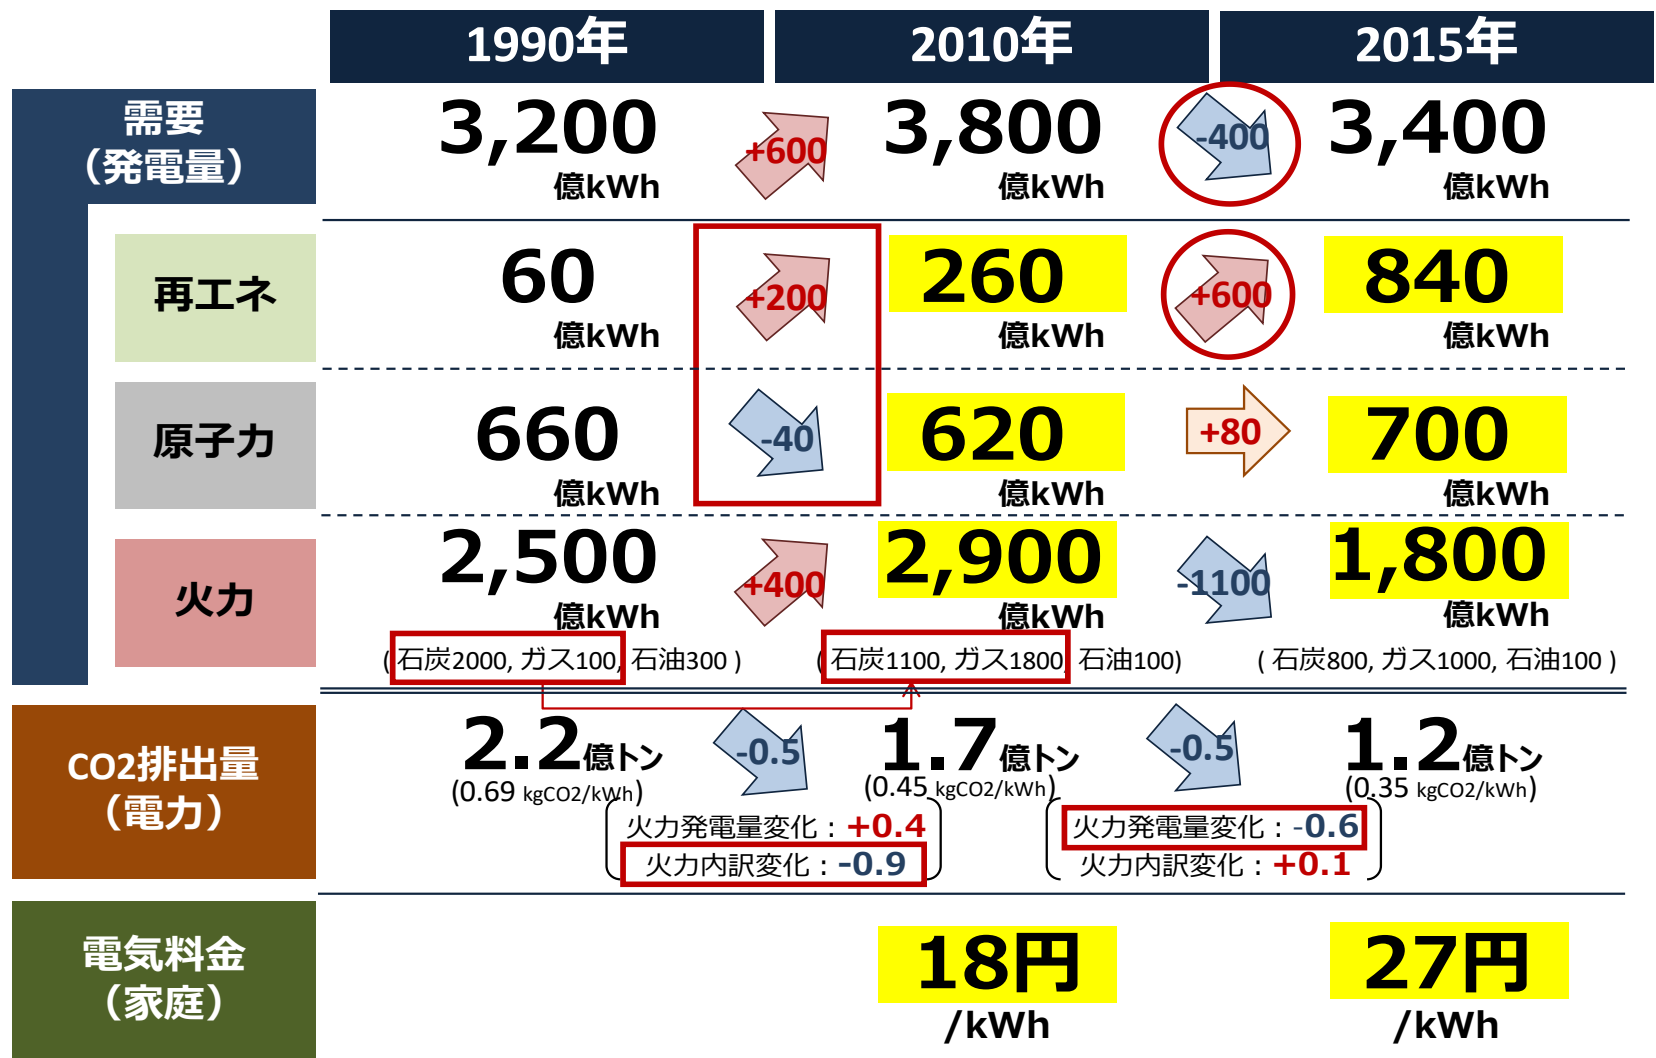 1990年
2010年
2015年
需要
（発電量）
3,200
億kWh
+600
3,800
億kWh
-400
3,400
億kWh
再エネ
60
億kWh
+200
260
億kWh
+600
840
億kWh
原子力
660
億kWh
-40
620
億kWh
+80
700
億kWh
火力
2,500
億kWh
+400
2,900
億kWh
-1100
1,800
億kWh
( 石炭2000, ガス100, 石油300 )
( 石炭1100, ガス1800, 石油100)
( 石炭800, ガス1000, 石油100 )
CO2排出量
（電力）
2.2億トン
(0.69 kgCO2/kWh)
-0.5
1.7億トン
(0.45 kgCO2/kWh)
-0.5
1.2億トン
(0.35 kgCO2/kWh)
火力発電量変化：+0.4
火力内訳変化：-0.9
火力発電量変化：-0.6
火力内訳変化：+0.1
電気料金
（家庭）
18円
/kWh
27円
/kWh